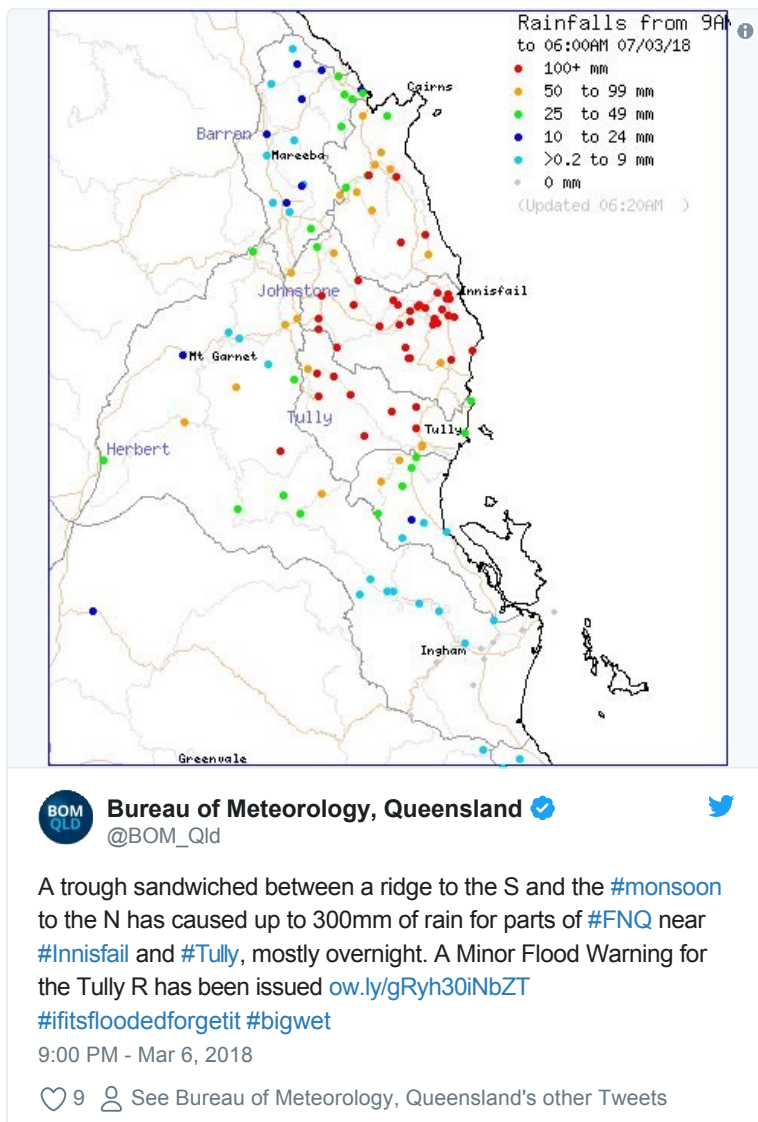 Rainfalls from 9AM
to 06:00AM 07/03/18
100+ mm
50 to 99 mm
25 to 49 mm
10 to 24 mm
>0.2 to 9 mm
0 mm
(Updated 06:20AM )
Cairns
Barron
Mareeba
Johnstone
Innisfail
Mt Garnet
Tully
Tully
Herbert
Ingham
Greenvale
BOM
QLD
Bureau of Meteorology, Queensland
@BOM_Qld
A trough sandwiched between a ridge to the S and the #monsoon
to the N has caused up to 300mm of rain for parts of #FNQ near
#Innisfail and #Tully, mostly overnight. A Minor Flood Warning for
the Tully R has been issued ow.ly/gRyh30iNbZT
#ifitsfloodedforgetit #bigwet
9:00 PM - Mar 6, 2018
9 See Bureau of Meteorology, Queensland's other Tweets